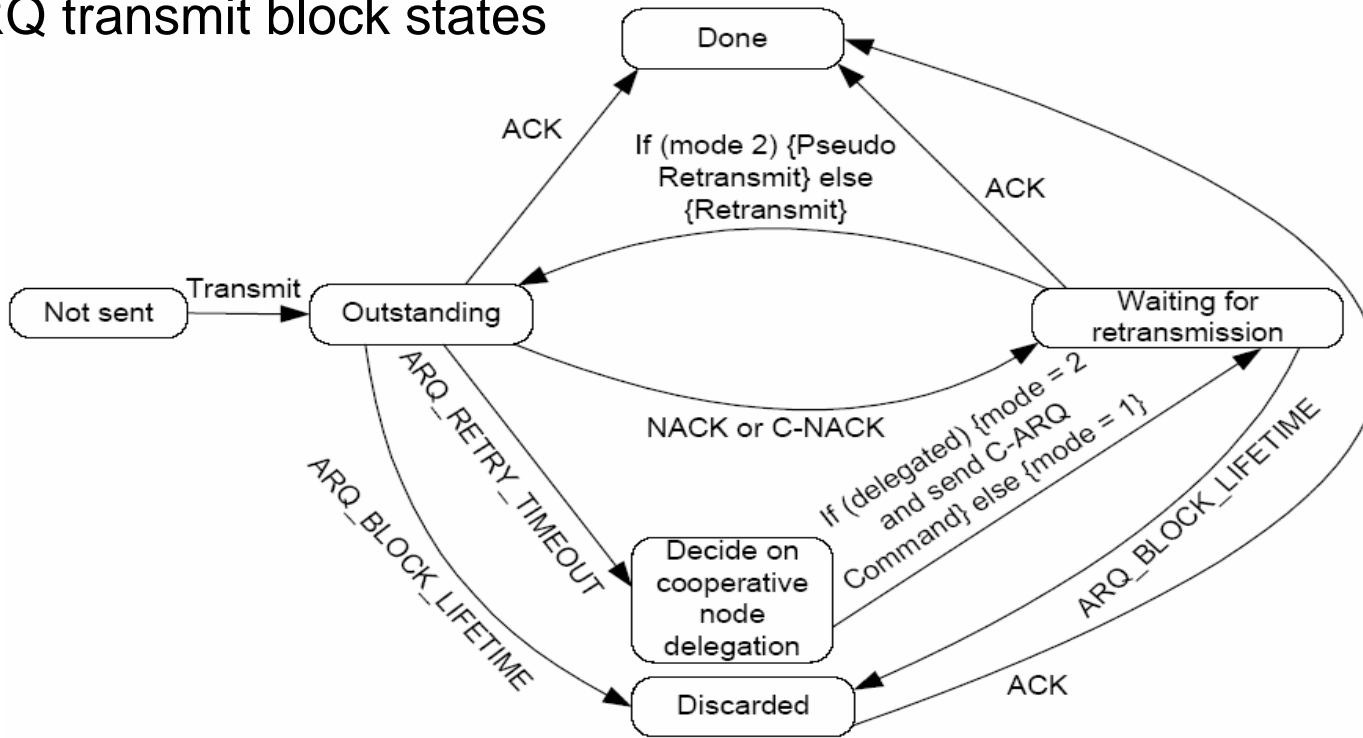 RQ transmit block states
Done
ACK
If (mode 2) {Pseudo
Retransmit} else
{Retransmit}
ACK
Not sent
Transmit
Outstanding
Waiting for
retransmission
NACK or C-NACK
ARQ_RETRY_TIMEOUT
ARQ_BLOCK_LIFETIME
If (delegated) {mode = 2
and send C-ARQ
Command} else {mode = 1}
ARQ_BLOCK_LIFETIME
Decide on
cooperative
node
delegation
Discarded
ACK